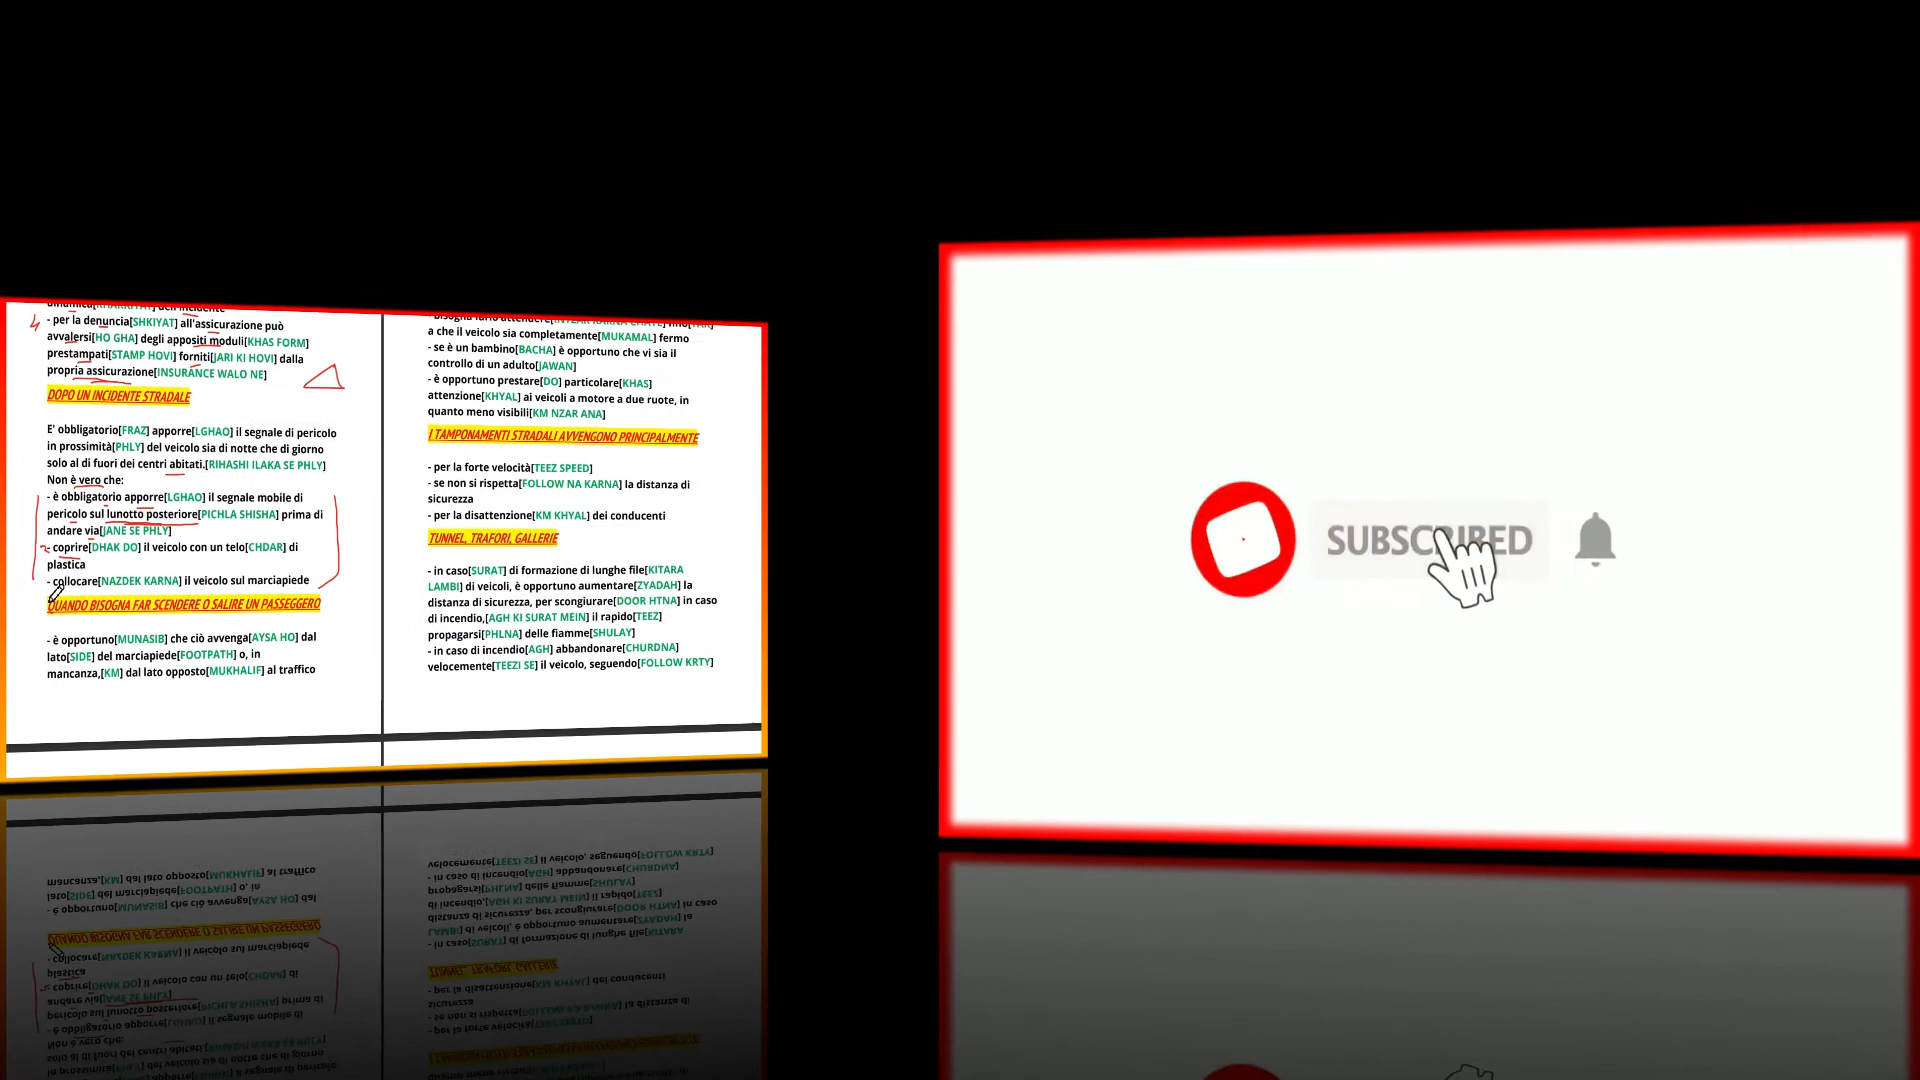 - per la denuncia[SHKIYAT] all'assicurazione può
avvalersi[HO GHA] degli appositi moduli[KHAS FORM]
prestampati[STAMP HOVI] forniti[JARI KI HOVI] dalla
propria assicurazione[INSURANCE WALO NE]
DOPO UN INCIDENTE STRADALE
E' obbligatorio[FRAZ] apporre[LGHAO] il segnale di pericolo
in prossimità[PHLY] del veicolo sia di notte che di giorno
solo al di fuori dei centri abitati.[RIHASHI ILAKA SE PHLY]
Non è vero che:
- è obbligatorio apporre[LGHAO] il segnale mobile di
pericolo sul lunotto posteriore[PICHLA SHISHA] prima di
andare via[JANE SE PHLY]
- coprire[DHAK DO] il veicolo con un telo[CHDAR] di
plastica
- collocare[NAZDEK KARNA] il veicolo sul marciapiede
QUANDO BISOGNA FAR SCENDERE O SALIRE UN PASSEGGERO
- è opportuno[MUNASIB] che ciò avvenga[AYSA HO] dal
lato[SIDE] del marciapiede[FOOTPATH] o, in
mancanza,[KM] dal lato opposto[MUKHALIF] al traffico
a che il veicolo sia completamente[MUKAMAL] fermo
- se è un bambino[BACHA] è opportuno che vi sia il
controllo di un adulto[JAWAN]
- è opportuno prestare[DO] particolare[KHAS]
attenzione[KHYAL] ai veicoli a motore a due ruote, in
quanto meno visibili[KM NZAR ANA]
I TAMPONAMENTI STRADALI AVVENGONO PRINCIPALMENTE
- per la forte velocità[TEEZ SPEED]
- se non si rispetta[FOLLOW NA KARNA] la distanza di
sicurezza
- per la disattenzione[KM KHYAL] dei conducenti
TUNNEL, TRAFORI, GALLERIE
- in caso[SURAT] di formazione di lunghe file[KITARA
LAMBI] di veicoli, è opportuno aumentare[ZYADAH] la
distanza di sicurezza, per scongiurare[DOOR HTNA] in caso
di incendio,[AGH KI SURAT MEIN] il rapido[TEEZ]
propagarsi[PHLNA] delle fiamme[SHULAY]
- in caso di incendio[AGH] abbandonare[CHURDNA]
velocemente[TEEZI SE] il veicolo, seguendo[FOLLOW KRTY]
SUBSCRIBED